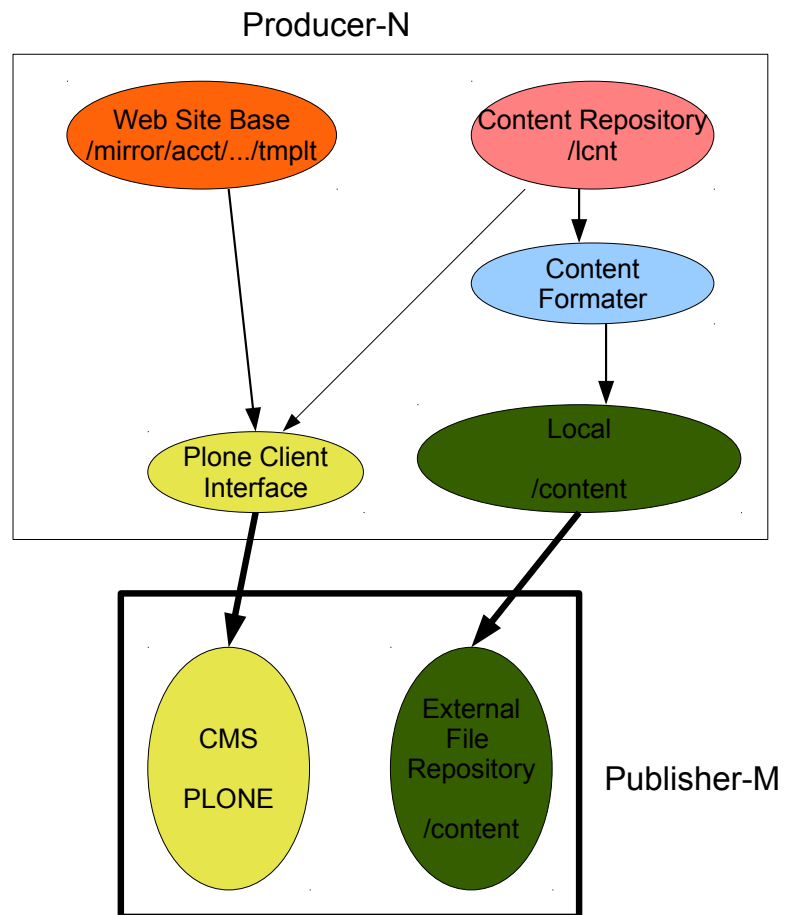 Producer-N
Web Site Base
/mirror/acct/.../tmplt
Content Repository
/lcnt
Content
Formater
Plone Client
Interface
Local
/content
CMS
PLONE
External
File
Repository
/content
Publisher-M